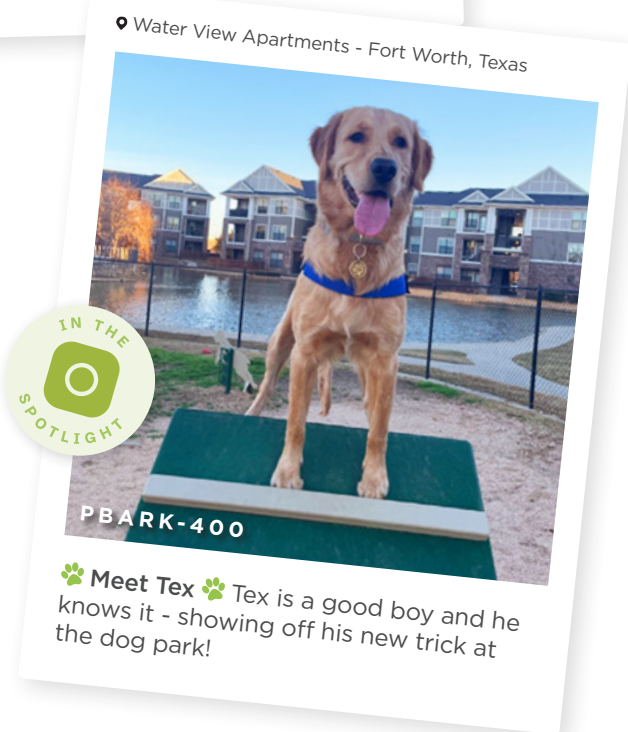 Water View Apartments - Fort Worth, Texas
IN THE
SPOTLIGHT
PBARK-400
Meet Tex Tex is a good boy and he
knows it - showing off his new trick at
the dog park!